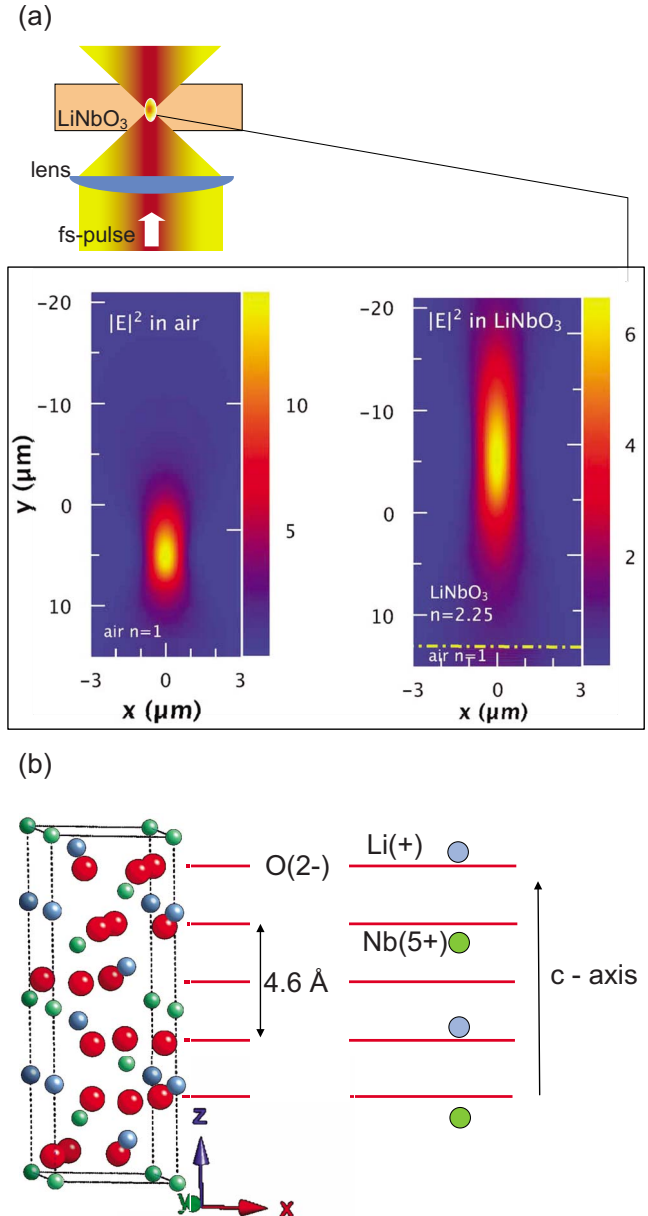 (a)
LiNbO₃
lens
fs-pulse
|E|² in air
air n=1
−20
−10
0
10
y (μm)
−3
0
3
x (μm)
10
5
|E|² in LiNbO₃
LiNbO₃
n=2.25
air n=1
−20
−10
0
10
−3
0
3
x (μm)
6
4
2
(b)
O(2-)
Li(+)
Nb(5+)
4.6 Å
c - axis
z
y
x